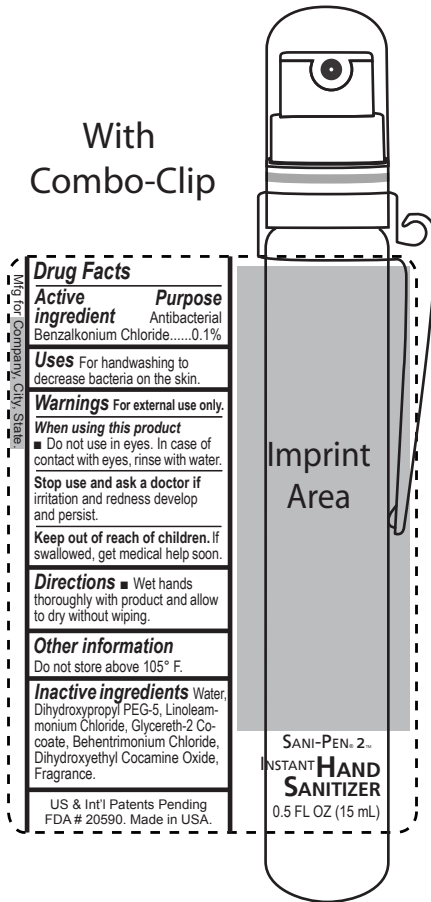 With
Combo-Clip
Mfg for Company, City, State.
Drug Facts
Active Purpose
ingredient Antibacterial
Benzalkonium Chloride......0.1%
Uses For handwashing to
decrease bacteria on the skin.
Warnings For external use only.
When using this product
■ Do not use in eyes. In case of
contact with eyes, rinse with water.
Stop use and ask a doctor if
irritation and redness develop
and persist.
Keep out of reach of children. If
swallowed, get medical help soon.
Directions ■ Wet hands
thoroughly with product and allow
to dry without wiping.
Other information
Do not store above 105° F.
Inactive ingredients Water,
Dihydroxypropyl PEG-5, Linoleam-
monium Chloride, Glycereth-2 Co-
coate, Behentrimonium Chloride,
Dihydroxyethyl Cocamine Oxide,
Fragrance.
US & Int'l Patents Pending
FDA # 20590. Made in USA.
Imprint
Area
SANI-PEN® 2™
INSTANT HAND
SANITIZER
0.5 FL OZ (15 mL)